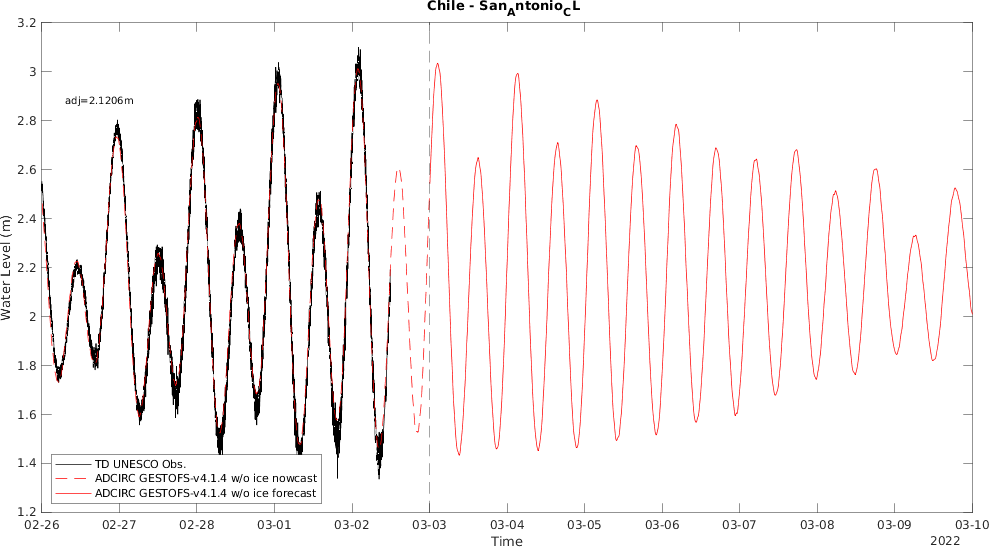 Chile - SanAntonioCL
3.2
3
2.8
2.6
2.4
2.2
2
1.8
1.6
1.4
1.2
Water Level (m)
adj=2.1206m
TD UNESCO Obs.
ADCIRC GESTOFS-v4.1.4 w/o ice nowcast
ADCIRC GESTOFS-v4.1.4 w/o ice forecast
02-26 02-27 02-28 03-01 03-02 03-03 03-04 03-05 03-06 03-07 03-08 03-09 03-10
Time
2022